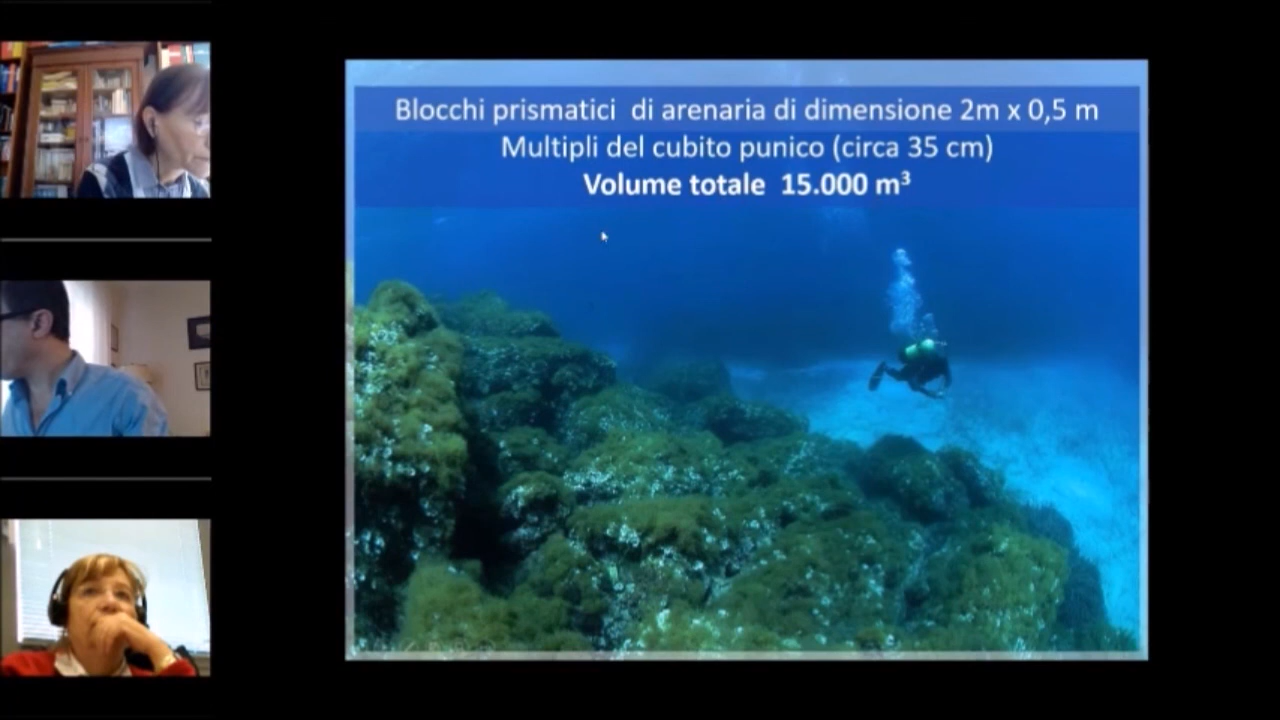 Blocchi prismatici di arenaria di dimensione 2m x 0,5 m
Multipli del cubito punico (circa 35 cm)
Volume totale 15.000 m³